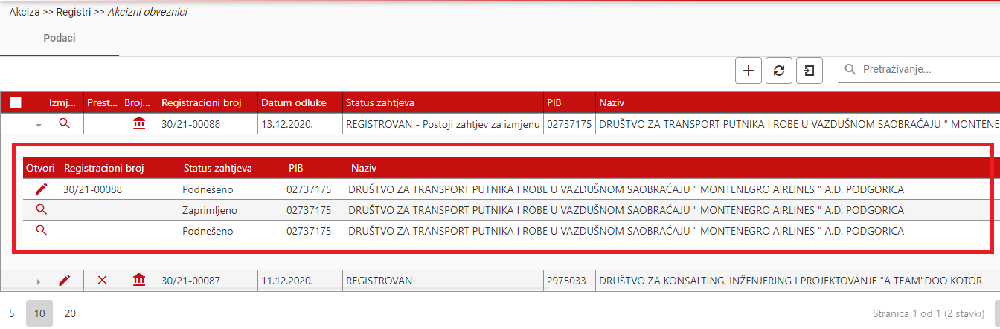 Akciza >> Registri >> Akcizni obveznici
Podaci
Pretraživanje...
Izmj... Prest... Broj... Registracioni broj Datum odluke Status zahtjeva PIB Naziv
30/21-00088 13.12.2020. REGISTROVAN - Postoji zahtjev za izmjenu 02737175 DRUŠTVO ZA TRANSPORT PUTNIKA I ROBE U VAZDUŠNOM SAOBRAĆAJU " MONTENE
Otvori Registracioni broj Status zahtjeva PIB Naziv
30/21-00088 Podnešeno 02737175 DRUŠTVO ZA TRANSPORT PUTNIKA I ROBE U VAZDUŠNOM SAOBRAĆAJU " MONTENEGRO AIRLINES " A.D. PODGORICA
Zaprimljeno 02737175 DRUŠTVO ZA TRANSPORT PUTNIKA I ROBE U VAZDUŠNOM SAOBRAĆAJU " MONTENEGRO AIRLINES " A.D. PODGORICA
Podnešeno 02737175 DRUŠTVO ZA TRANSPORT PUTNIKA I ROBE U VAZDUŠNOM SAOBRAĆAJU " MONTENEGRO AIRLINES " A.D. PODGORICA
30/21-00087 11.12.2020. REGISTROVAN 2975033 DRUŠTVO ZA KONSALTING, INŽENJERING I PROJEKTOVANJE "A TEAM"DOO KOTOR
5 10 20 Stranica 1 od 1 (2 stavki)